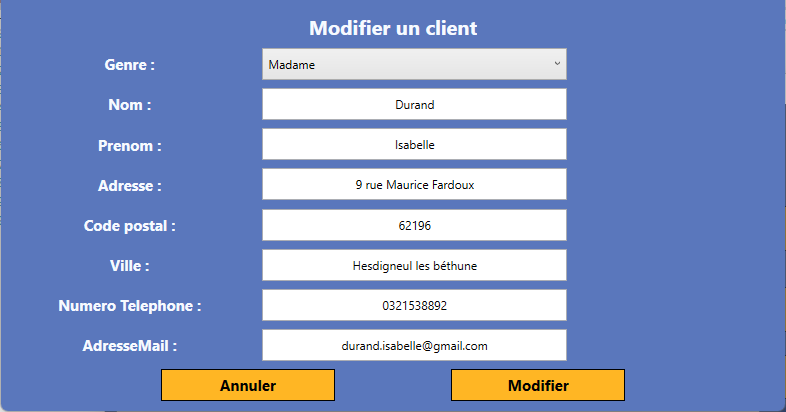 Modifier un client
Genre : Madame
Nom : Durand
Prenom : Isabelle
Adresse : 9 rue Maurice Fardoux
Code postal : 62196
Ville : Hesdigneul les béthune
Numero Telephone : 0321538892
AdresseMail : durand.isabelle@gmail.com
Annuler Modifier